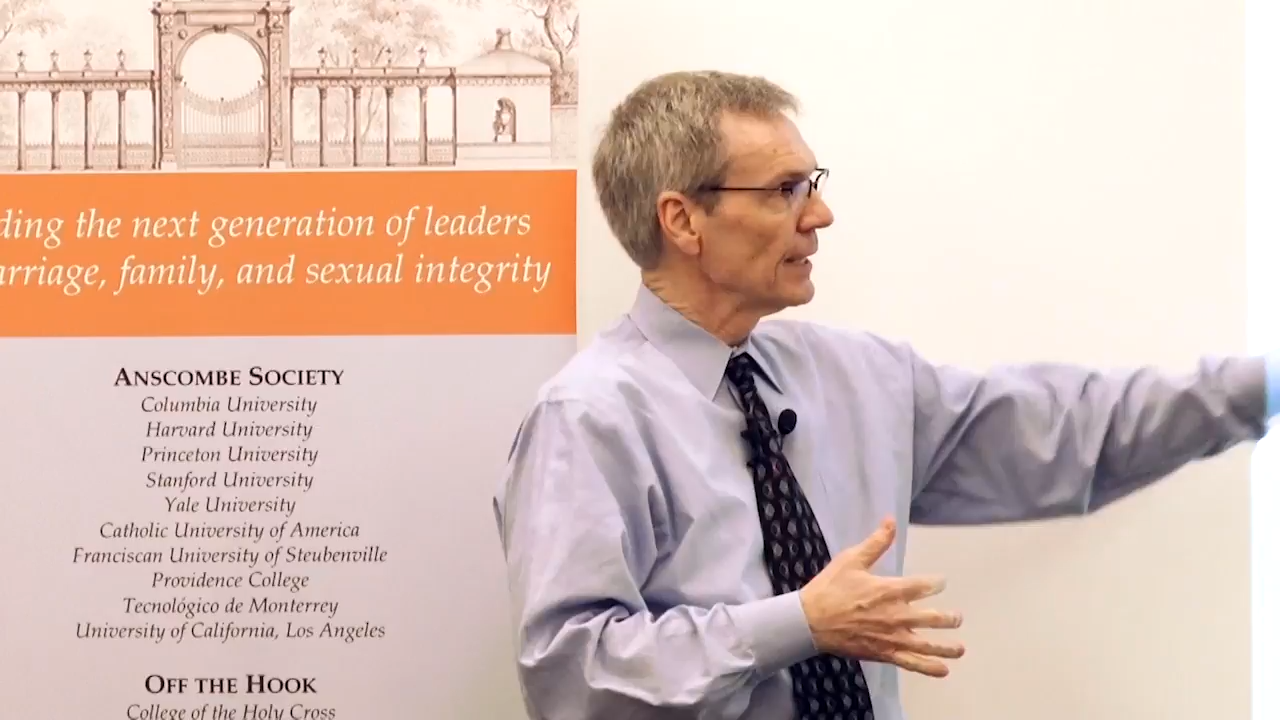 ding the next generation of leaders
arriage, family, and sexual integrity
ANSCOMBE SOCIETY
Columbia University
Harvard University
Princeton University
Stanford University
Yale University
Catholic University of America
Franciscan University of Steubenville
Providence College
Tecnológico de Monterrey
University of California, Los Angeles
OFF THE HOOK
College of the Holy Cross